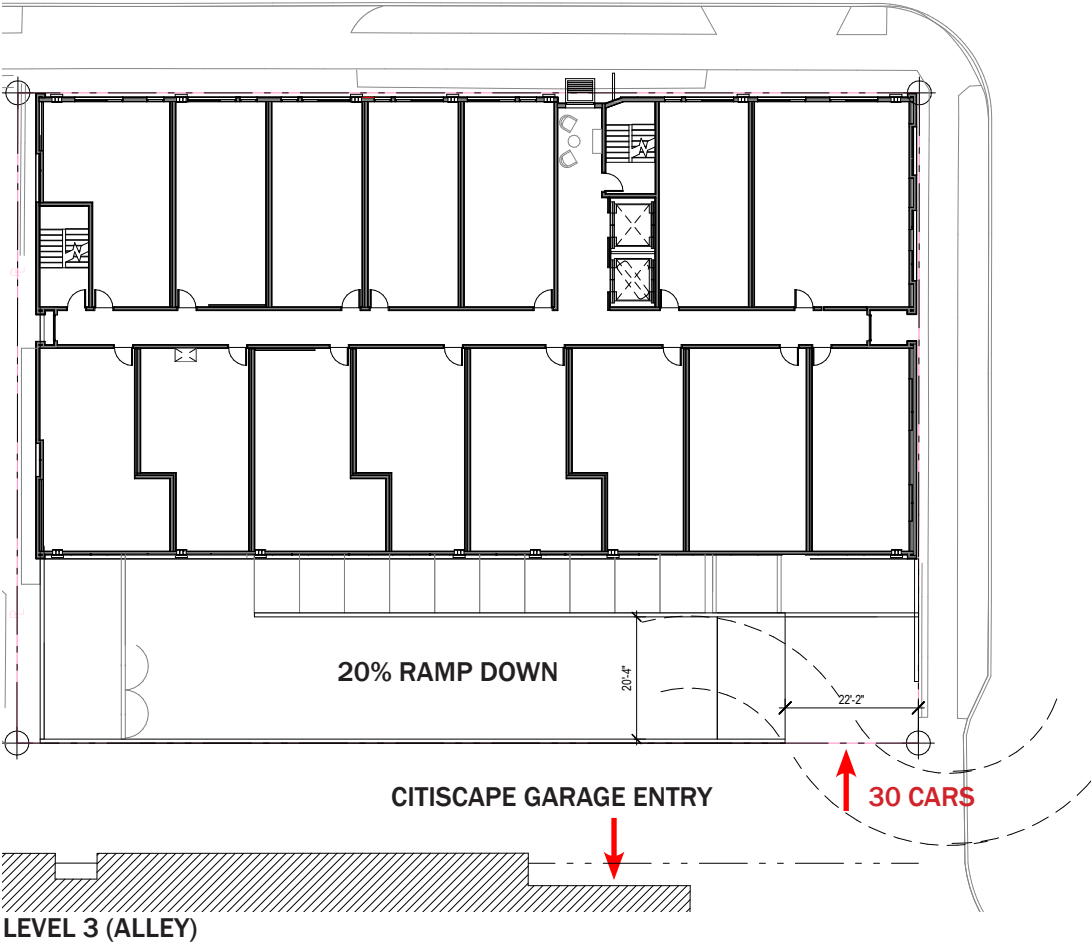 20% RAMP DOWN
20'-4"
22'-2"
CITISCAPE GARAGE ENTRY
30 CARS
LEVEL 3 (ALLEY)